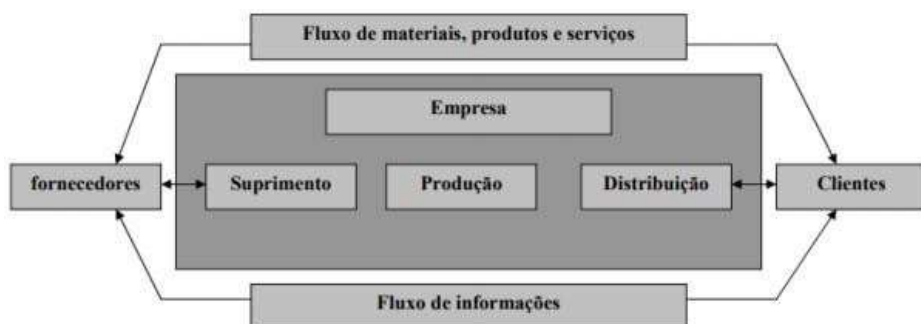 Fluxo de materiais, produtos e serviços
Empresa
fornecedores
Suprimento
Produção
Distribuição
Clientes
Fluxo de informações